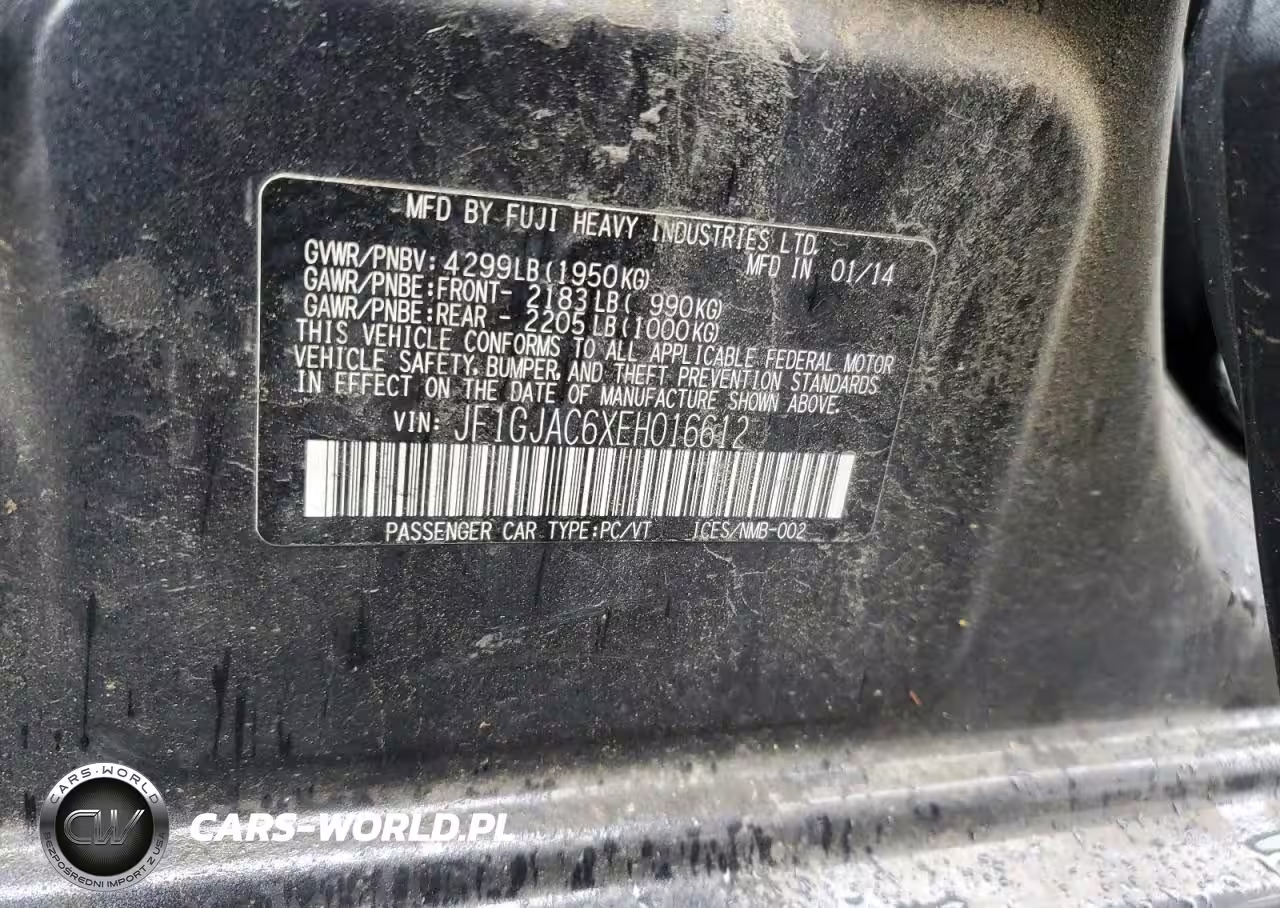 MFD BY FUJI HEAVY INDUSTRIES LTD.
GVWR/PNBV: 4299LB(1950KG) MFD IN 01/14
GAWR/PNBE:FRONT- 2183LB( 990KG)
GAWR/PNBE:REAR - 2205LB(1000KG)
THIS VEHICLE CONFORMS TO ALL APPLICABLE FEDERAL MOTOR
VEHICLE SAFETY, BUMPER, AND THEFT PREVENTION STANDARDS
IN EFFECT ON THE DATE OF MANUFACTURE SHOWN ABOVE.
VIN: JF1GJAC6XEH016612
PASSENGER CAR TYPE:PC/VT ICES/NMB-002
CARS-WORLD
CW
BEZPOŚREDNI IMPORT Z USA
CARS-WORLD.PL